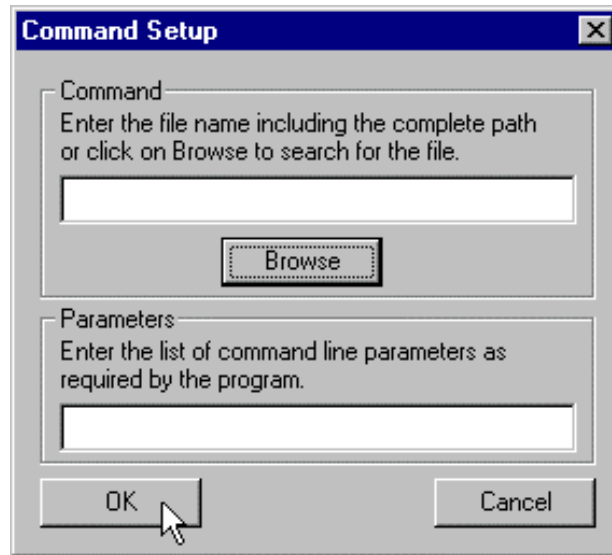 Command Setup
Command
Enter the file name including the complete path
or click on Browse to search for the file.
Browse
Parameters
Enter the list of command line parameters as
required by the program.
OK
Cancel